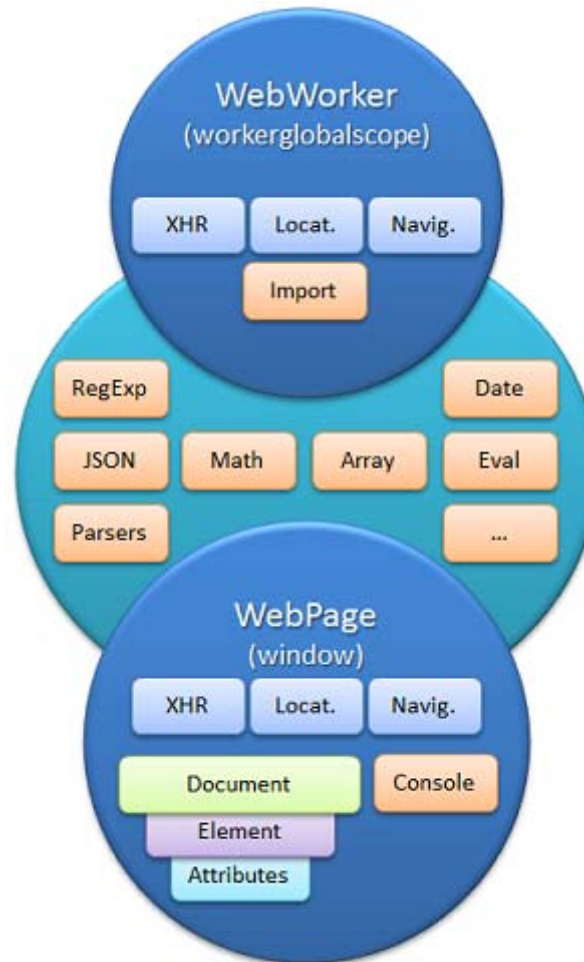 WebWorker
(workerglobalscope)
XHR
Locat.
Navig.
Import
RegExp
Date
JSON
Math
Array
Eval
Parsers
...
WebPage
(window)
XHR
Locat.
Navig.
Document
Console
Element
Attributes